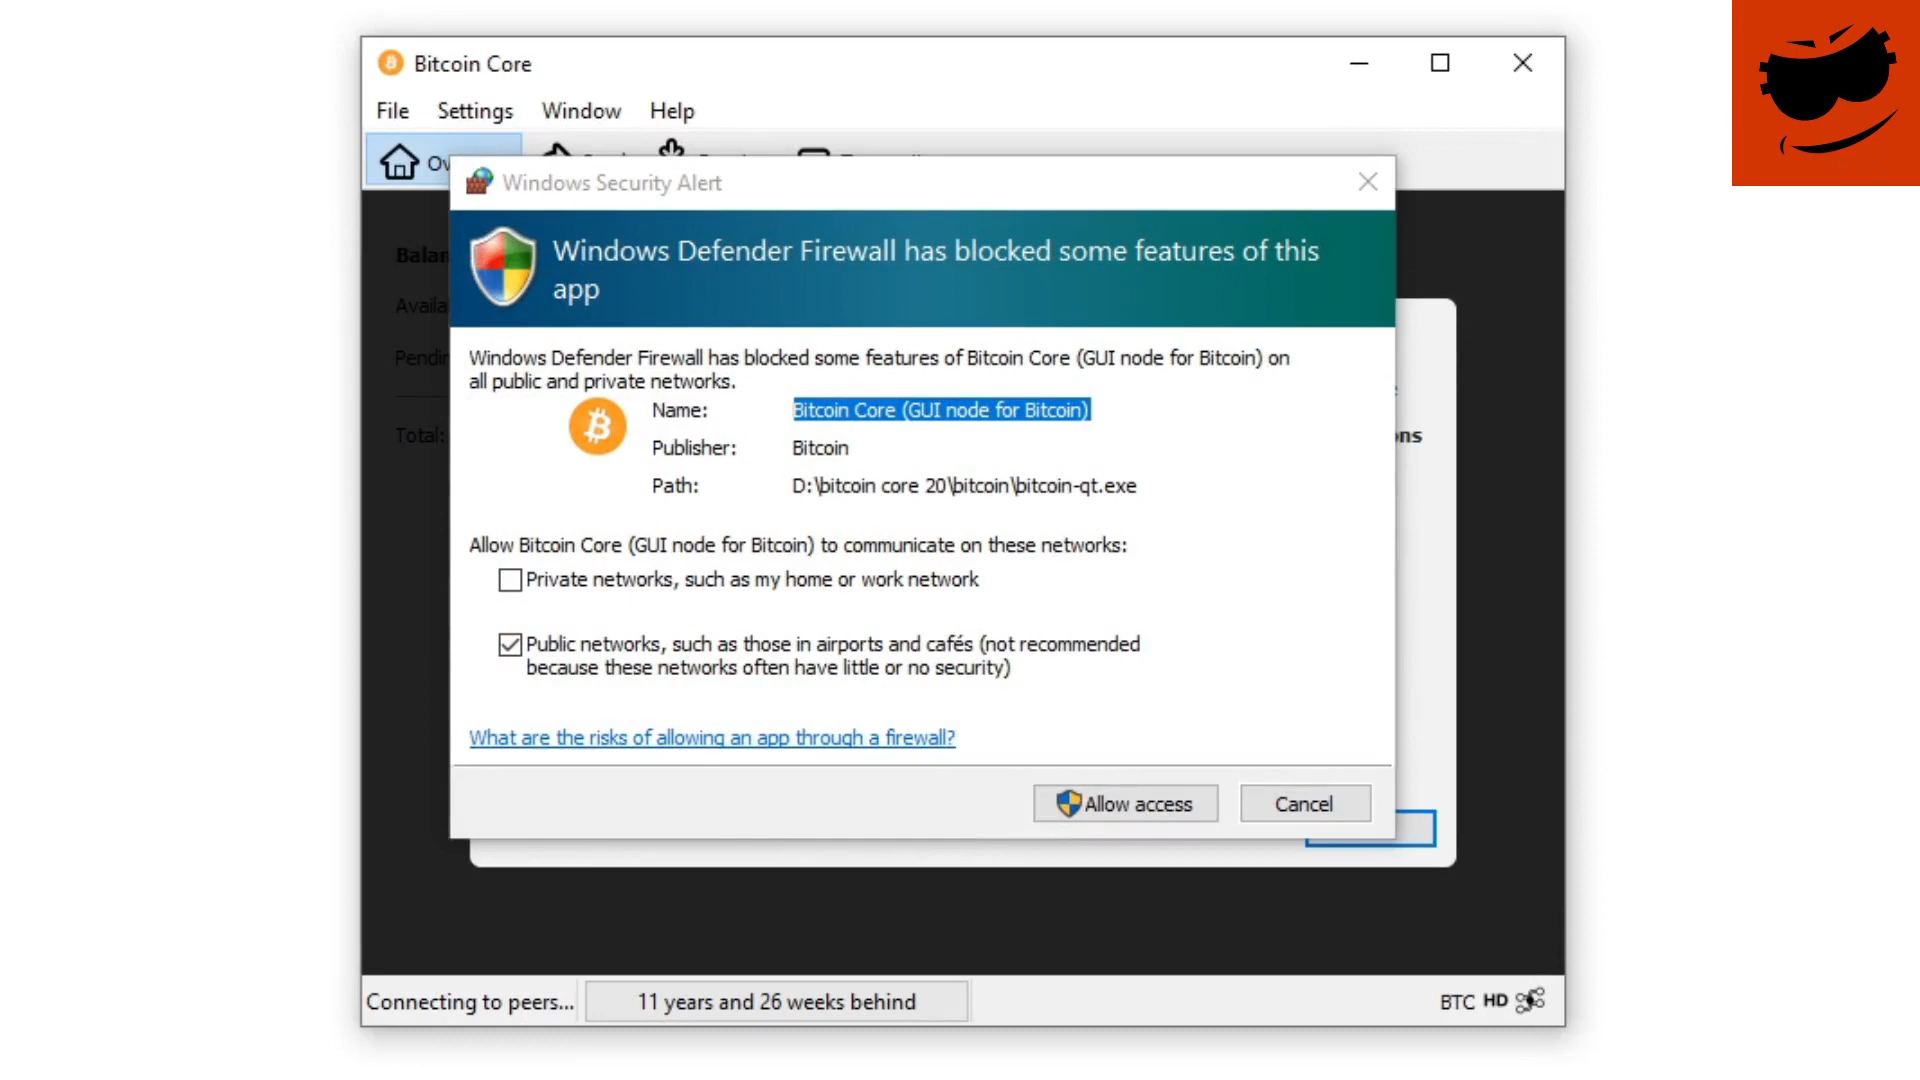 Bitcoin Core
File Settings Window Help
Windows Security Alert
Windows Defender Firewall has blocked some features of this
app
Windows Defender Firewall has blocked some features of Bitcoin Core (GUI node for Bitcoin) on
all public and private networks.
Name: Bitcoin Core (GUI node for Bitcoin)
Publisher: Bitcoin
Path: D:\bitcoin core 20\bitcoin\bitcoin-qt.exe
Total:
Allow Bitcoin Core (GUI node for Bitcoin) to communicate on these networks:
Private networks, such as my home or work network
Public networks, such as those in airports and cafés (not recommended
because these networks often have little or no security)
What are the risks of allowing an app through a firewall?
Allow access Cancel
Connecting to peers... 11 years and 26 weeks behind BTC HD